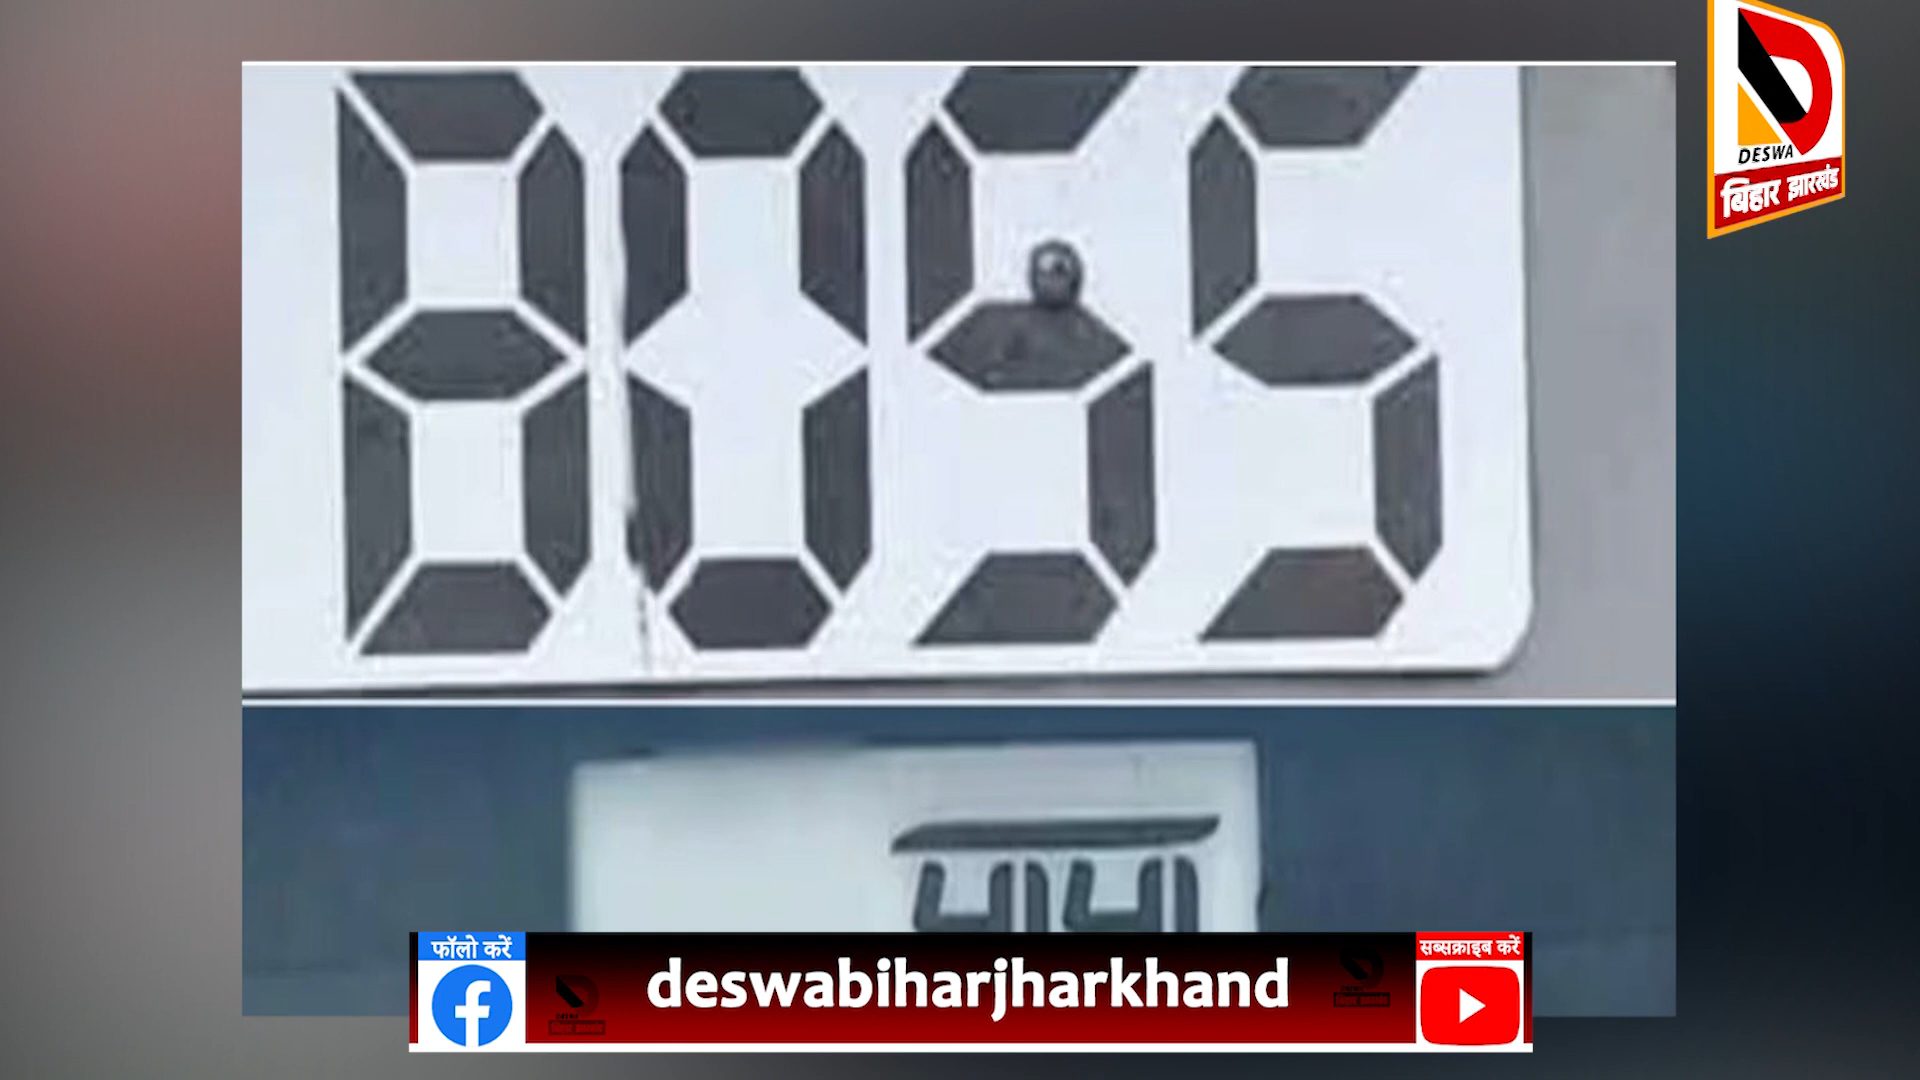 8055
DESWA
बिहार झारखंड
पापा
फॉलो करें
deswabiharjharkhand
सब्सक्राइब करें